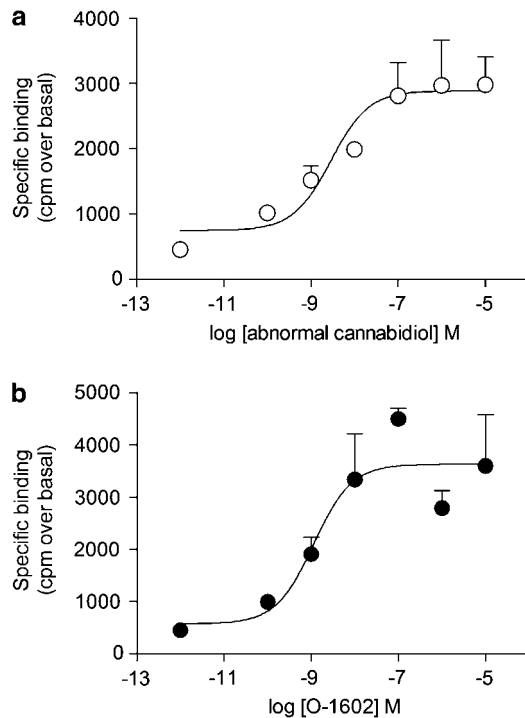 a
Specific binding
(cpm over basal)
4000
3000
2000
1000
0
-13 -11 -9 -7 -5
log [abnormal cannabidiol] M
b
Specific binding
(cpm over basal)
5000
4000
3000
2000
1000
0
-13 -11 -9 -7 -5
log [O-1602] M